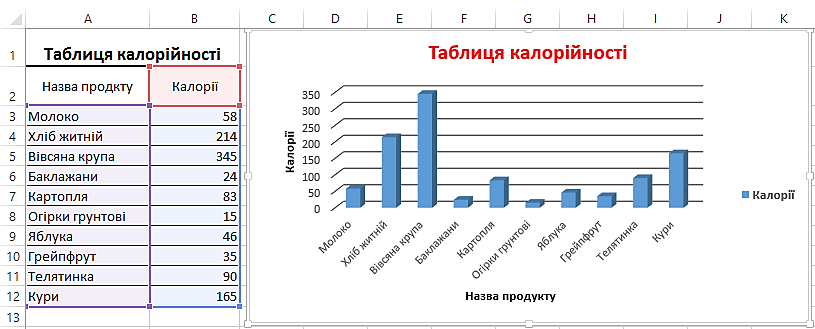 A B C D E F G H I J K
1 Таблиця калорійності
2 Назва продкту Калорії
3 Молоко 58
4 Хліб житній 214
5 Вівсяна крупа 345
6 Баклажани 24
7 Картопля 83
8 Огірки грунтові 15
9 Яблука 46
10 Грейпфрут 35
11 Телятинка 90
12 Кури 165
13
Таблиця калорійності
Калорії
350
300
250
200
150
100
50
0
Молоко
Хліб житній
Вівсяна крупа
Баклажани
Картопля
Огірки грунтові
Яблука
Грейпфрут
Телятинка
Кури
Назва продукту
Калорії